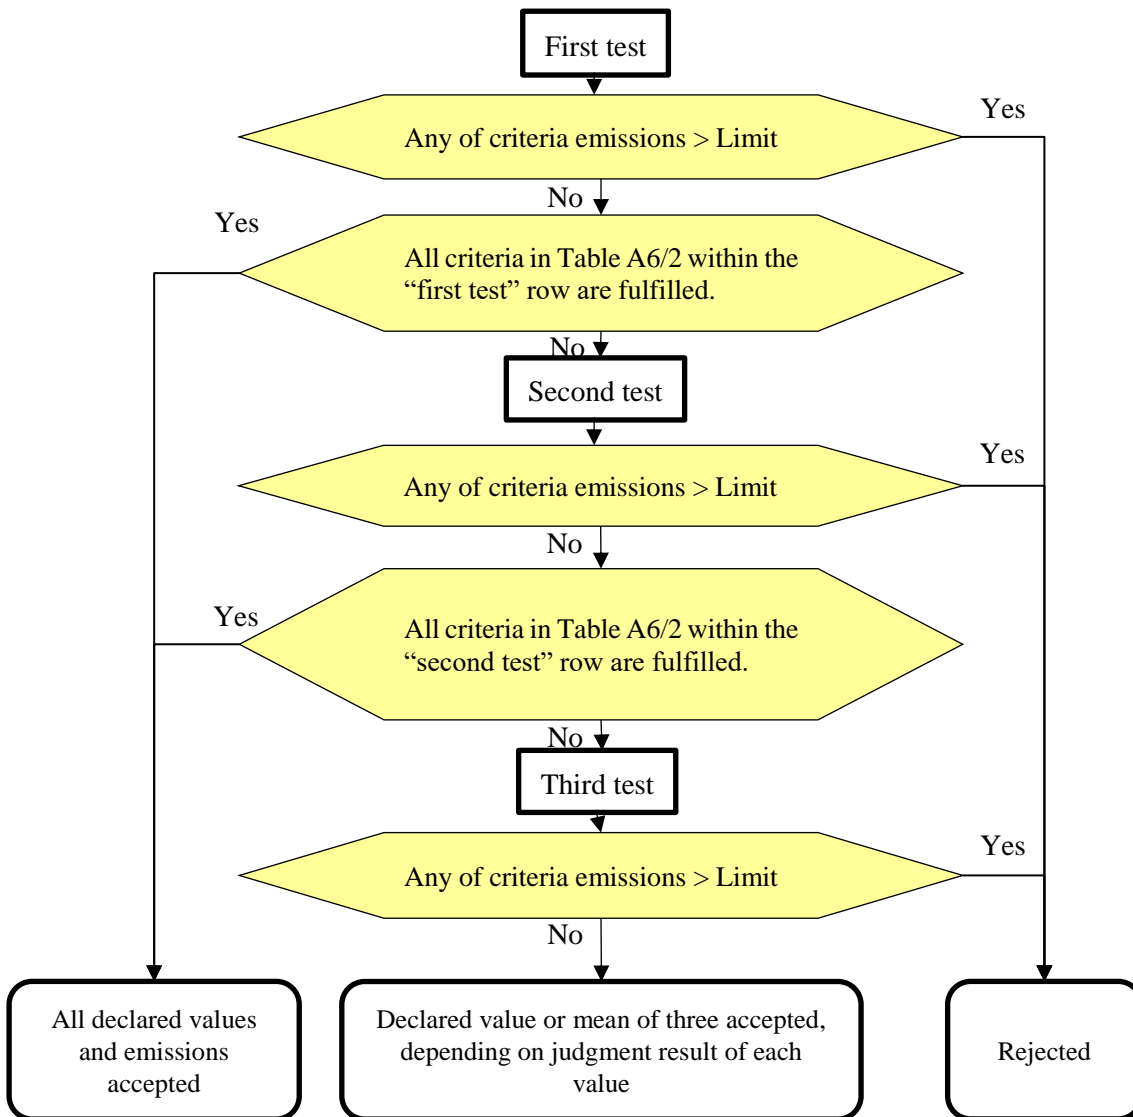 First test
Yes
Any of criteria emissions > Limit
No
Yes
All criteria in Table A6/2 within the
“first test” row are fulfilled.
No
Second test
Yes
Any of criteria emissions > Limit
No
Yes
All criteria in Table A6/2 within the
“second test” row are fulfilled.
No
Third test
Yes
Any of criteria emissions > Limit
No
All declared values
and emissions
accepted
Declared value or mean of three accepted,
depending on judgment result of each
value
Rejected